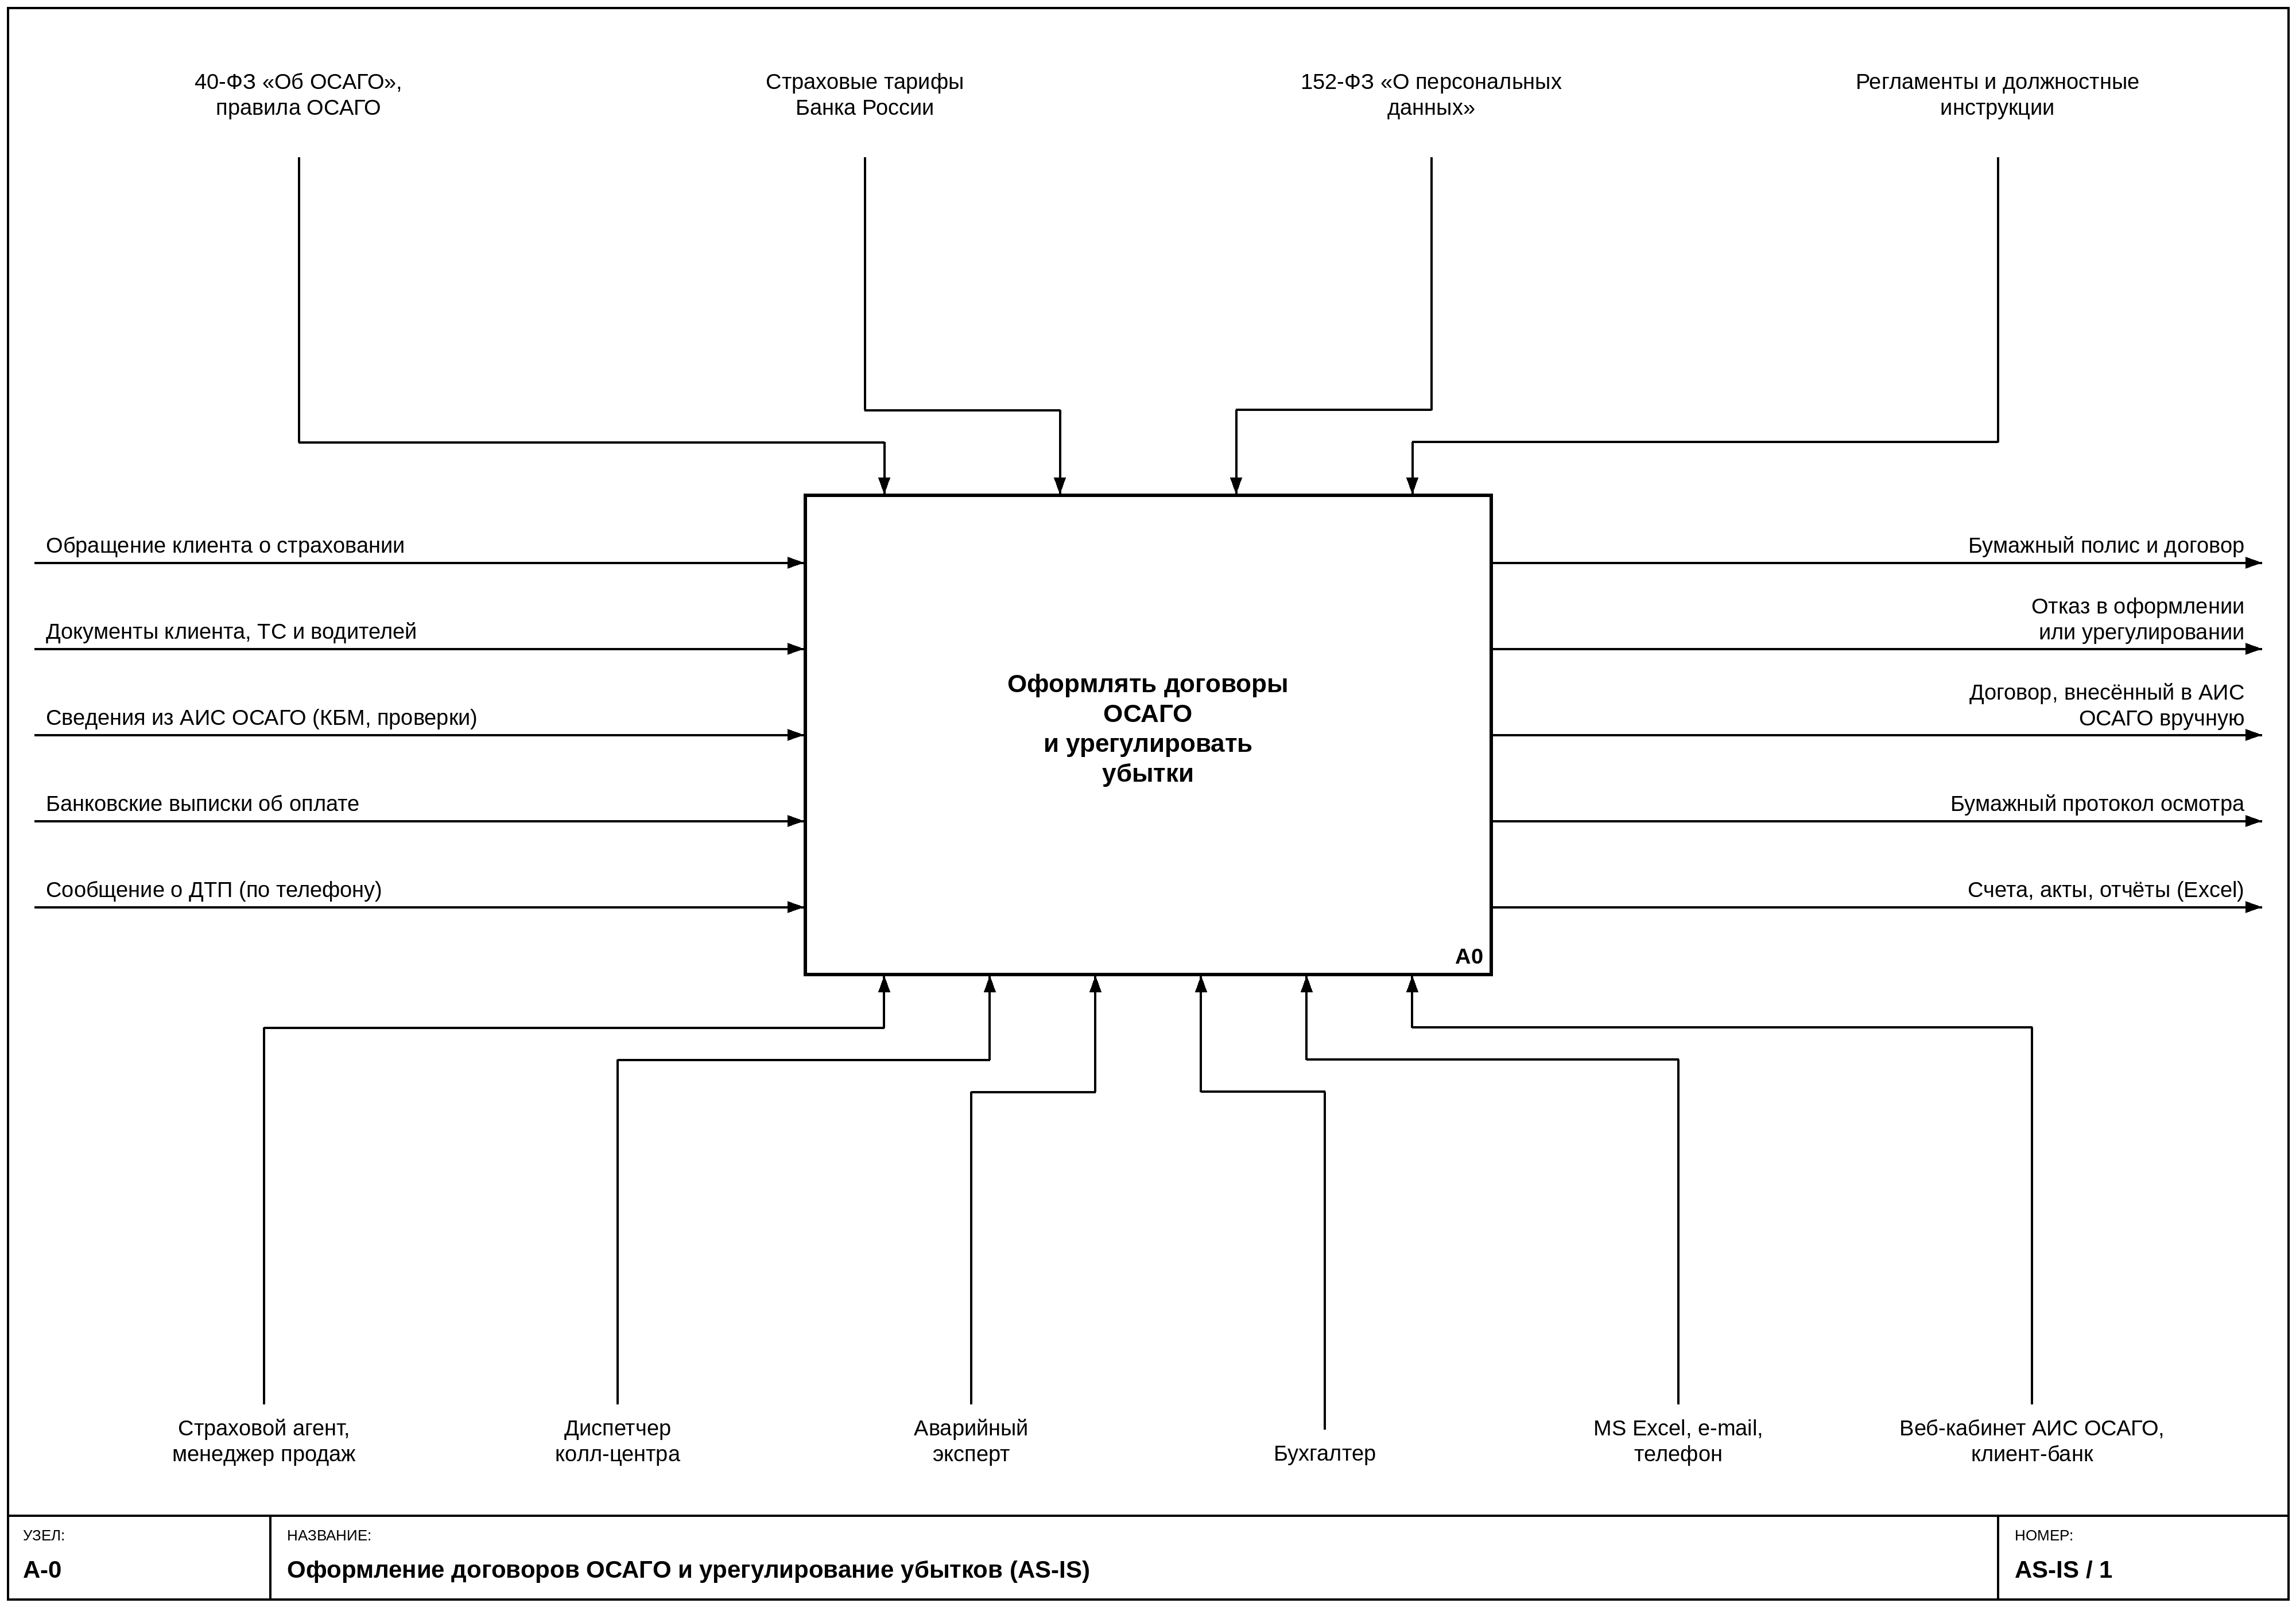 40-ФЗ «Об ОСАГО»,
правила ОСАГО
Страховые тарифы
Банка России
152-ФЗ «О персональных
данных»
Регламенты и должностные
инструкции
Обращение клиента о страховании
Документы клиента, ТС и водителей
Сведения из АИС ОСАГО (КБМ, проверки)
Банковские выписки об оплате
Сообщение о ДТП (по телефону)
Оформлять договоры
ОСАГО
и урегулировать
убытки
A0
Бумажный полис и договор
Отказ в оформлении
или урегулировании
Договор, внесённый в АИС
ОСАГО вручную
Бумажный протокол осмотра
Счета, акты, отчёты (Excel)
Страховой агент,
менеджер продаж
Диспетчер
колл-центра
Аварийный
эксперт
Бухгалтер
MS Excel, e-mail,
телефон
Веб-кабинет АИС ОСАГО,
клиент-банк
УЗЕЛ:
A-0
НАЗВАНИЕ:
Оформление договоров ОСАГО и урегулирование убытков (AS-IS)
НОМЕР:
AS-IS / 1